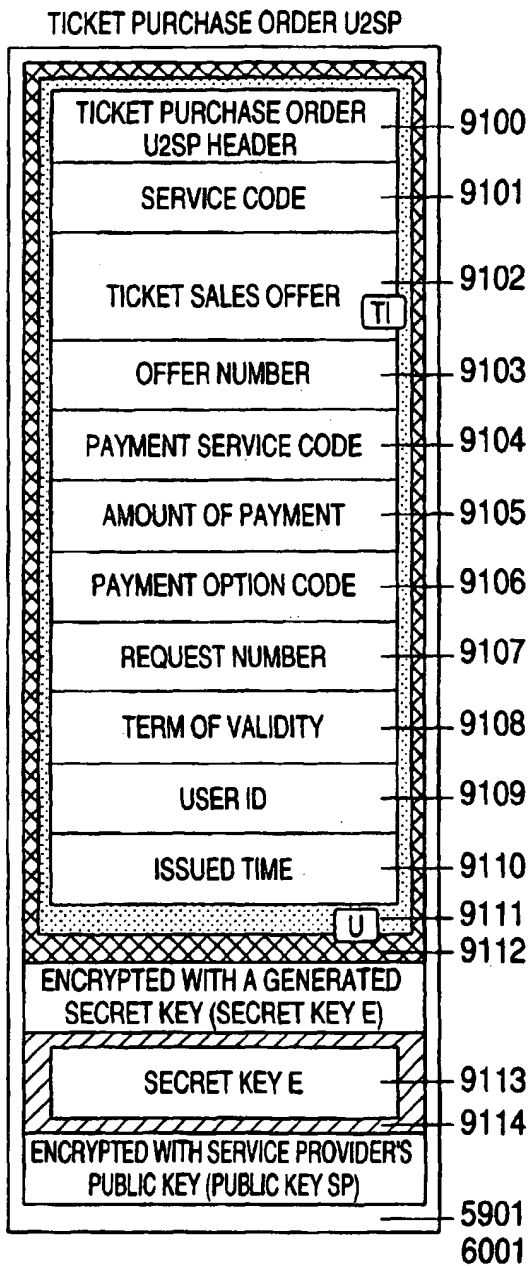 TICKET PURCHASE ORDER U2SP
TICKET PURCHASE ORDER
U2SP HEADER
9100
SERVICE CODE
9101
TICKET SALES OFFER
9102
TI
OFFER NUMBER
9103
PAYMENT SERVICE CODE
9104
AMOUNT OF PAYMENT
9105
PAYMENT OPTION CODE
9106
REQUEST NUMBER
9107
TERM OF VALIDITY
9108
USER ID
9109
ISSUED TIME
9110
U
9111
9112
ENCRYPTED WITH A GENERATED
SECRET KEY (SECRET KEY E)
SECRET KEY E
9113
9114
ENCRYPTED WITH SERVICE PROVIDER'S
PUBLIC KEY (PUBLIC KEY SP)
5901
6001